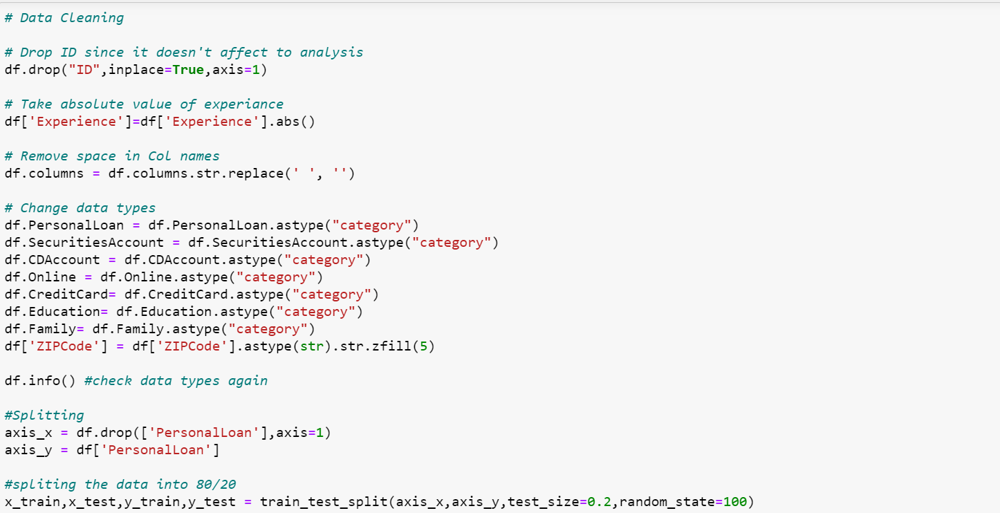 # Data Cleaning
# Drop ID since it doesn't affect to analysis
df.drop("ID",inplace=True,axis=1)
# Take absolute value of experiance
df['Experience']=df['Experience'].abs()
# Remove space in Col names
df.columns = df.columns.str.replace(' ', '')
# Change data types
df.PersonalLoan = df.PersonalLoan.astype("category")
df.SecuritiesAccount = df.SecuritiesAccount.astype("category")
df.CDAccount = df.CDAccount.astype("category")
df.Online = df.Online.astype("category")
df.CreditCard= df.CreditCard.astype("category")
df.Education= df.Education.astype("category")
df.Family= df.Family.astype("category")
df['ZIPCode'] = df['ZIPCode'].astype(str).str.zfill(5)
df.info() #check data types again
#Splitting
axis_x = df.drop(['PersonalLoan'],axis=1)
axis_y = df['PersonalLoan']
#spliting the data into 80/20
x_train,x_test,y_train,y_test = train_test_split(axis_x,axis_y,test_size=0.2,random_state=100)